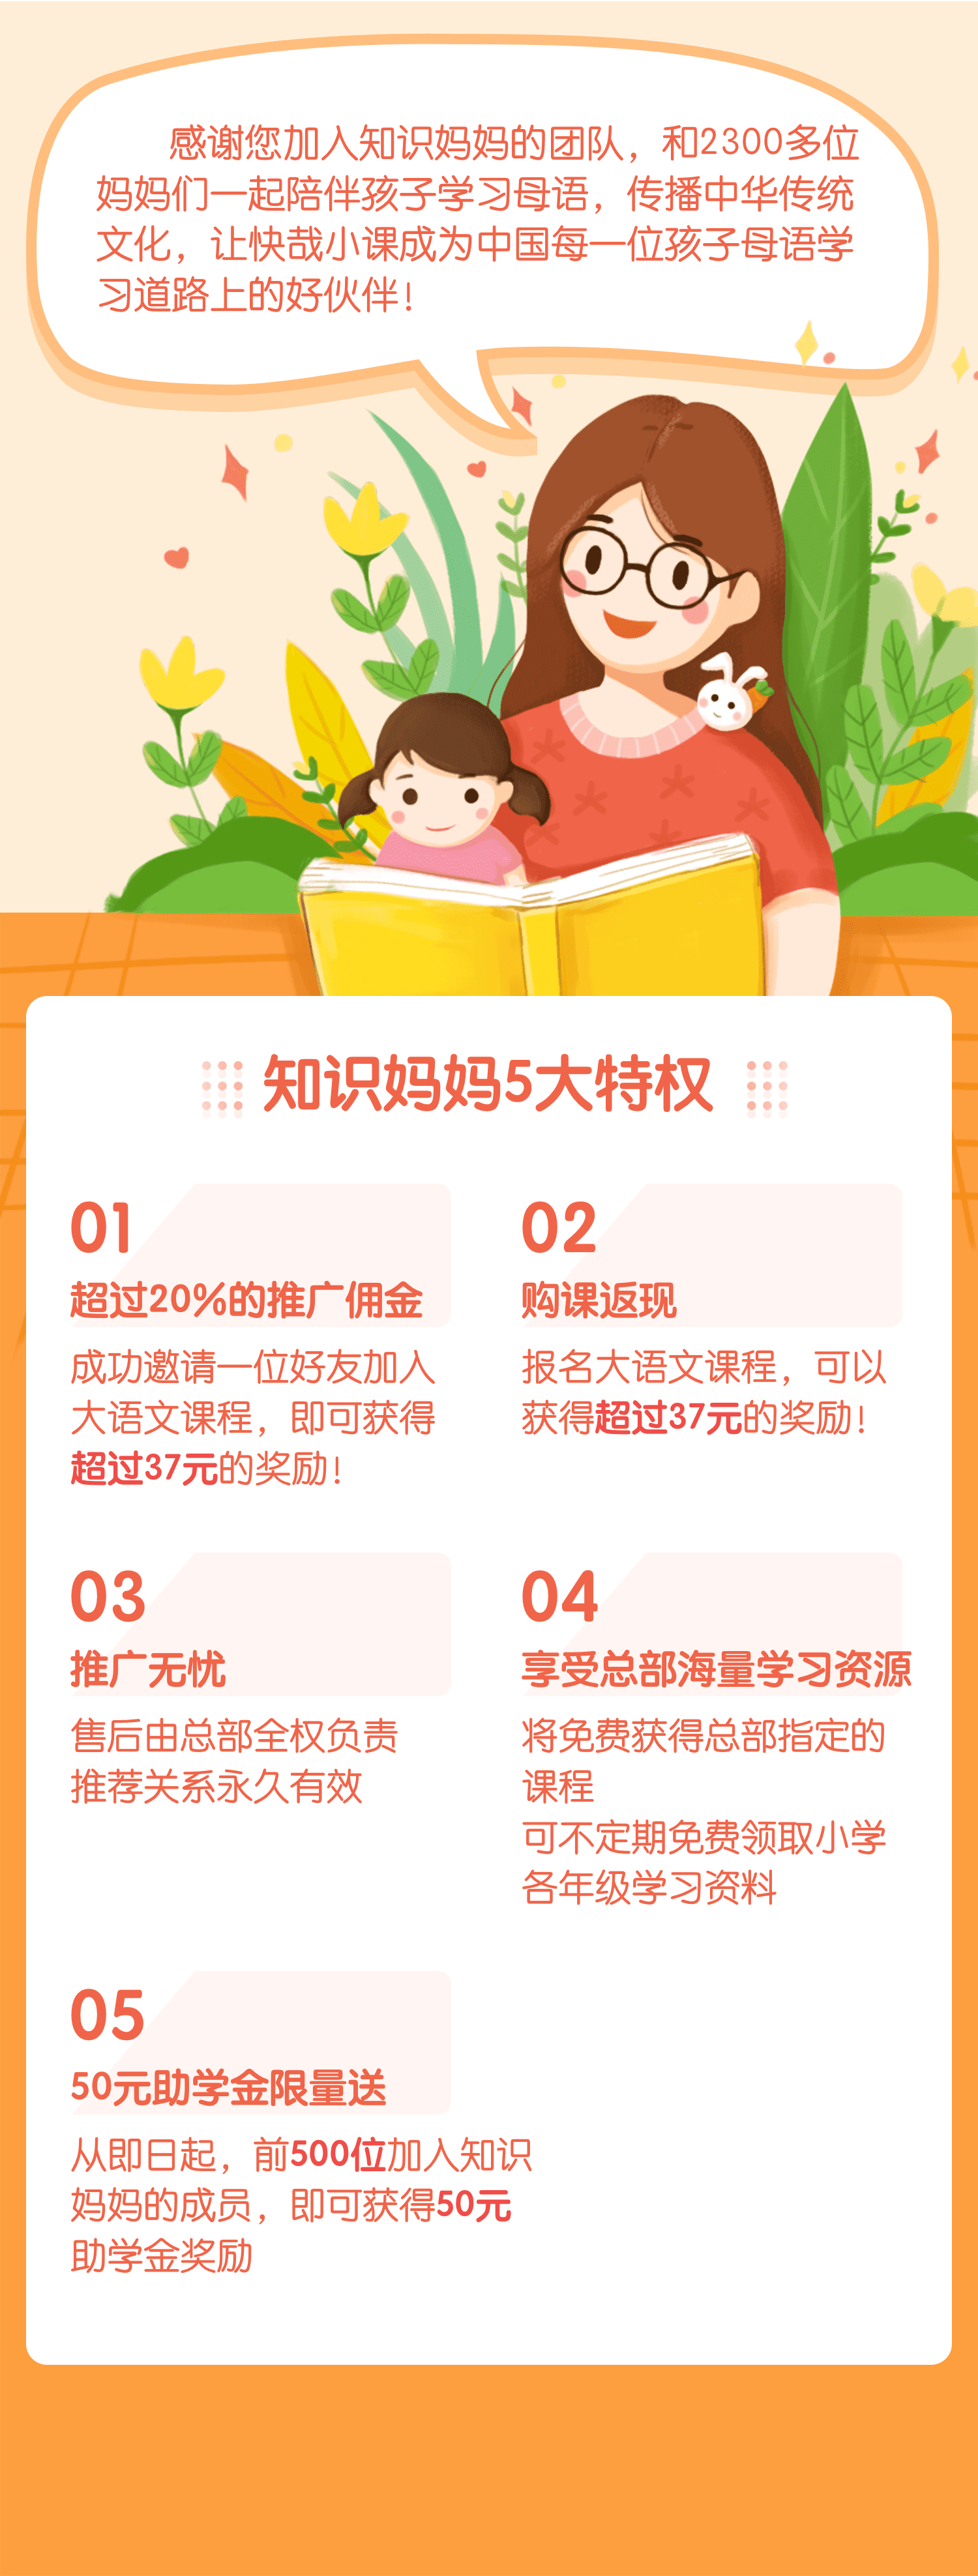 感谢您加入知识妈妈的团队，和2300多位
妈妈们一起陪伴孩子学习母语，传播中华传统
文化，让快哉小课成为中国每一位孩子母语学
习道路上的好伙伴！
知识妈妈5大特权
01
超过20%的推广佣金
成功邀请一位好友加入
大语文课程，即可获得
超过37元的奖励！
02
购课返现
报名大语文课程，可以
获得超过37元的奖励！
03
推广无忧
售后由总部全权负责
推荐关系永久有效
04
享受总部海量学习资源
将免费获得总部指定的
课程
可不定期免费领取小学
各年级学习资料
05
50元助学金限量送
从即日起，前500位加入知识
妈妈的成员，即可获得50元
助学金奖励